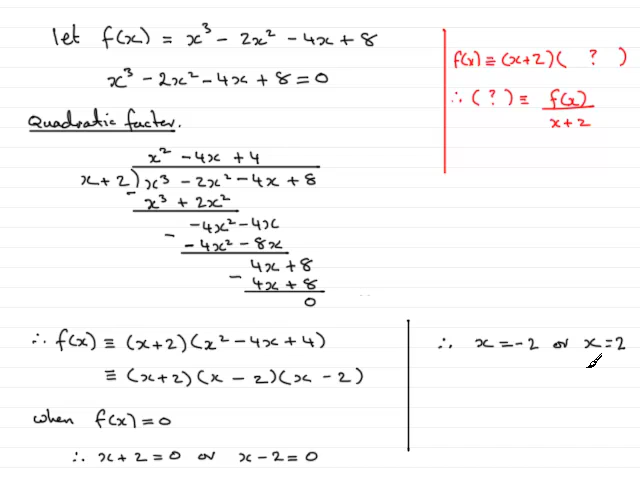 let f(x) = x³ - 2x² - 4x + 8
x³ - 2x² - 4x + 8 = 0
Quadratic factor.
x² - 4x + 4
x + 2 ) x³ - 2x² - 4x + 8
- x³ + 2x²
-4x² - 4x
- -4x² - 8x
4x + 8
- 4x + 8
0
∴ f(x) ≡ (x+2)(x² - 4x + 4)
≡ (x+2)(x - 2)(x - 2)
when f(x) = 0
∴ x + 2 = 0 or x - 2 = 0
f(x) ≡ (x+2)( ? )
∴ ( ? ) ≡ f(x)
x + 2
∴ x = -2 or x = 2